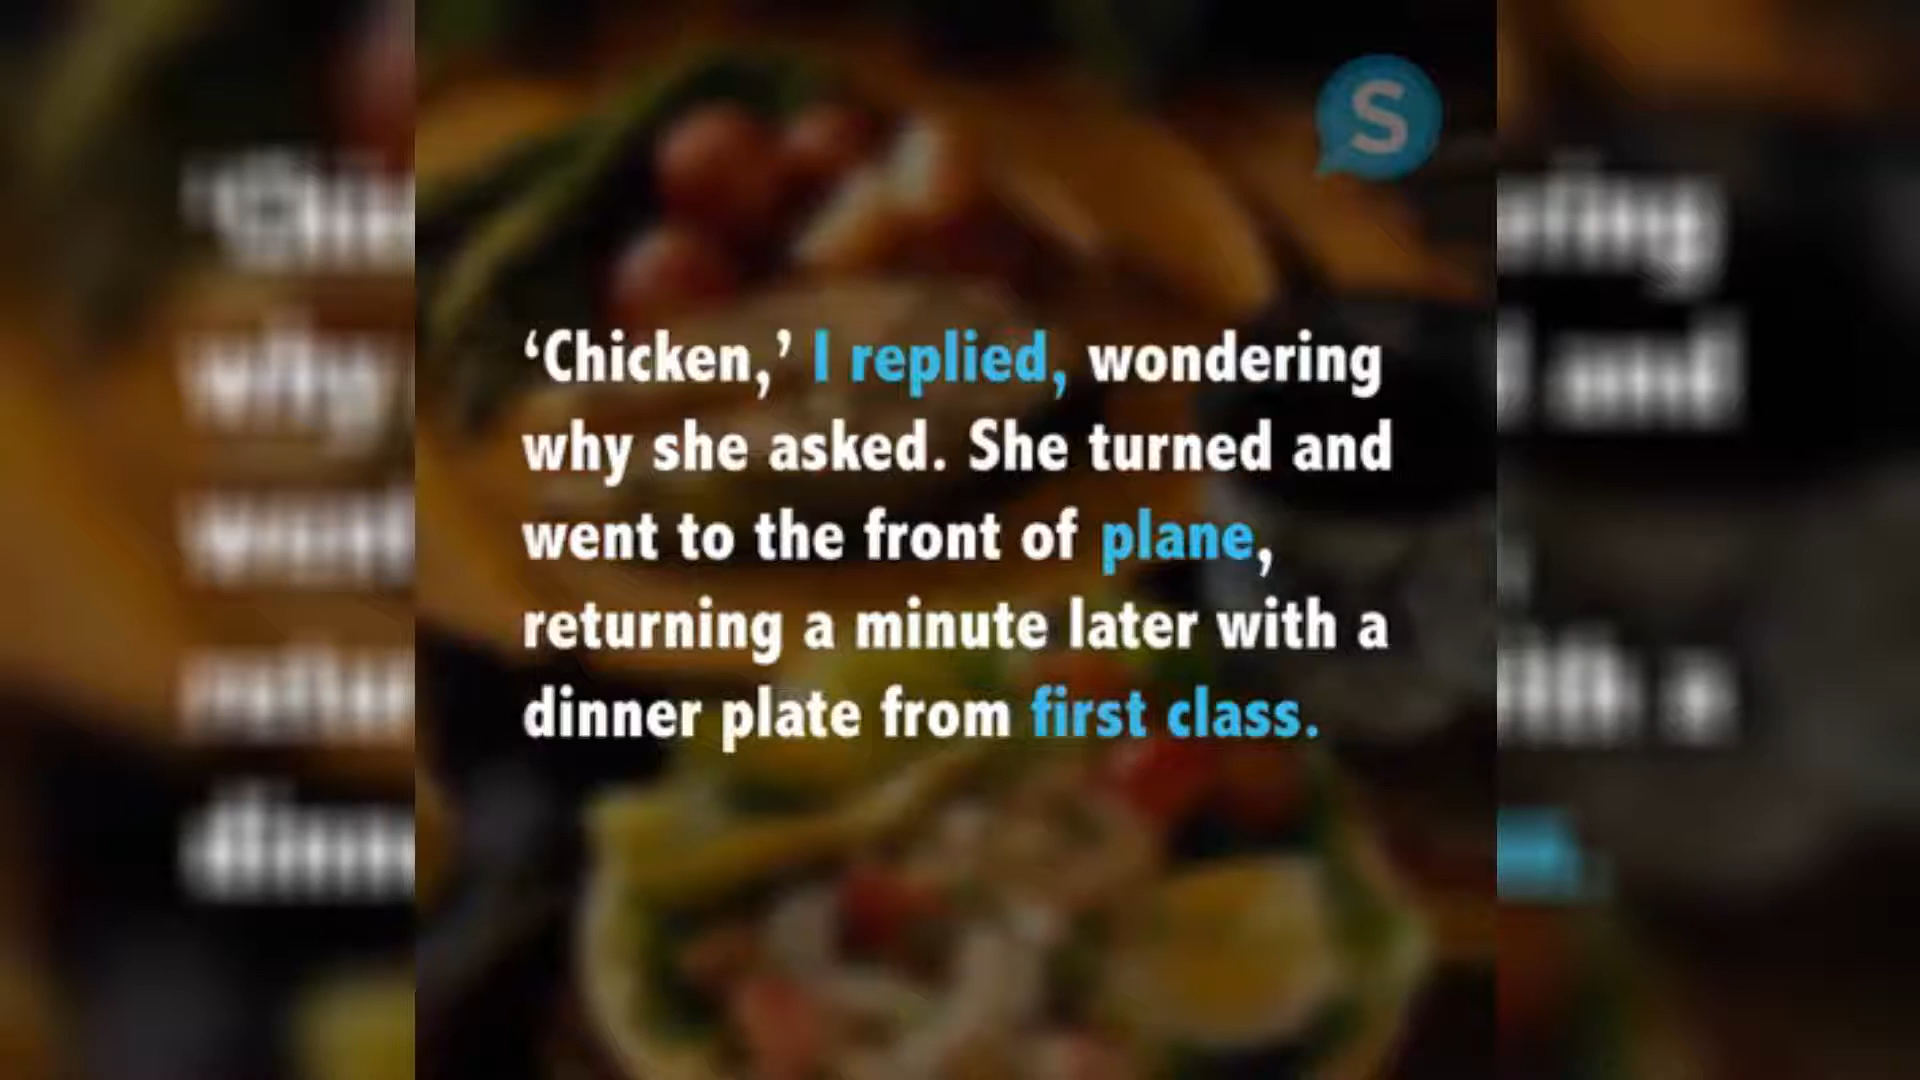 S
‘Chicken,’ I replied, wondering
why she asked. She turned and
went to the front of plane,
returning a minute later with a
dinner plate from first class.